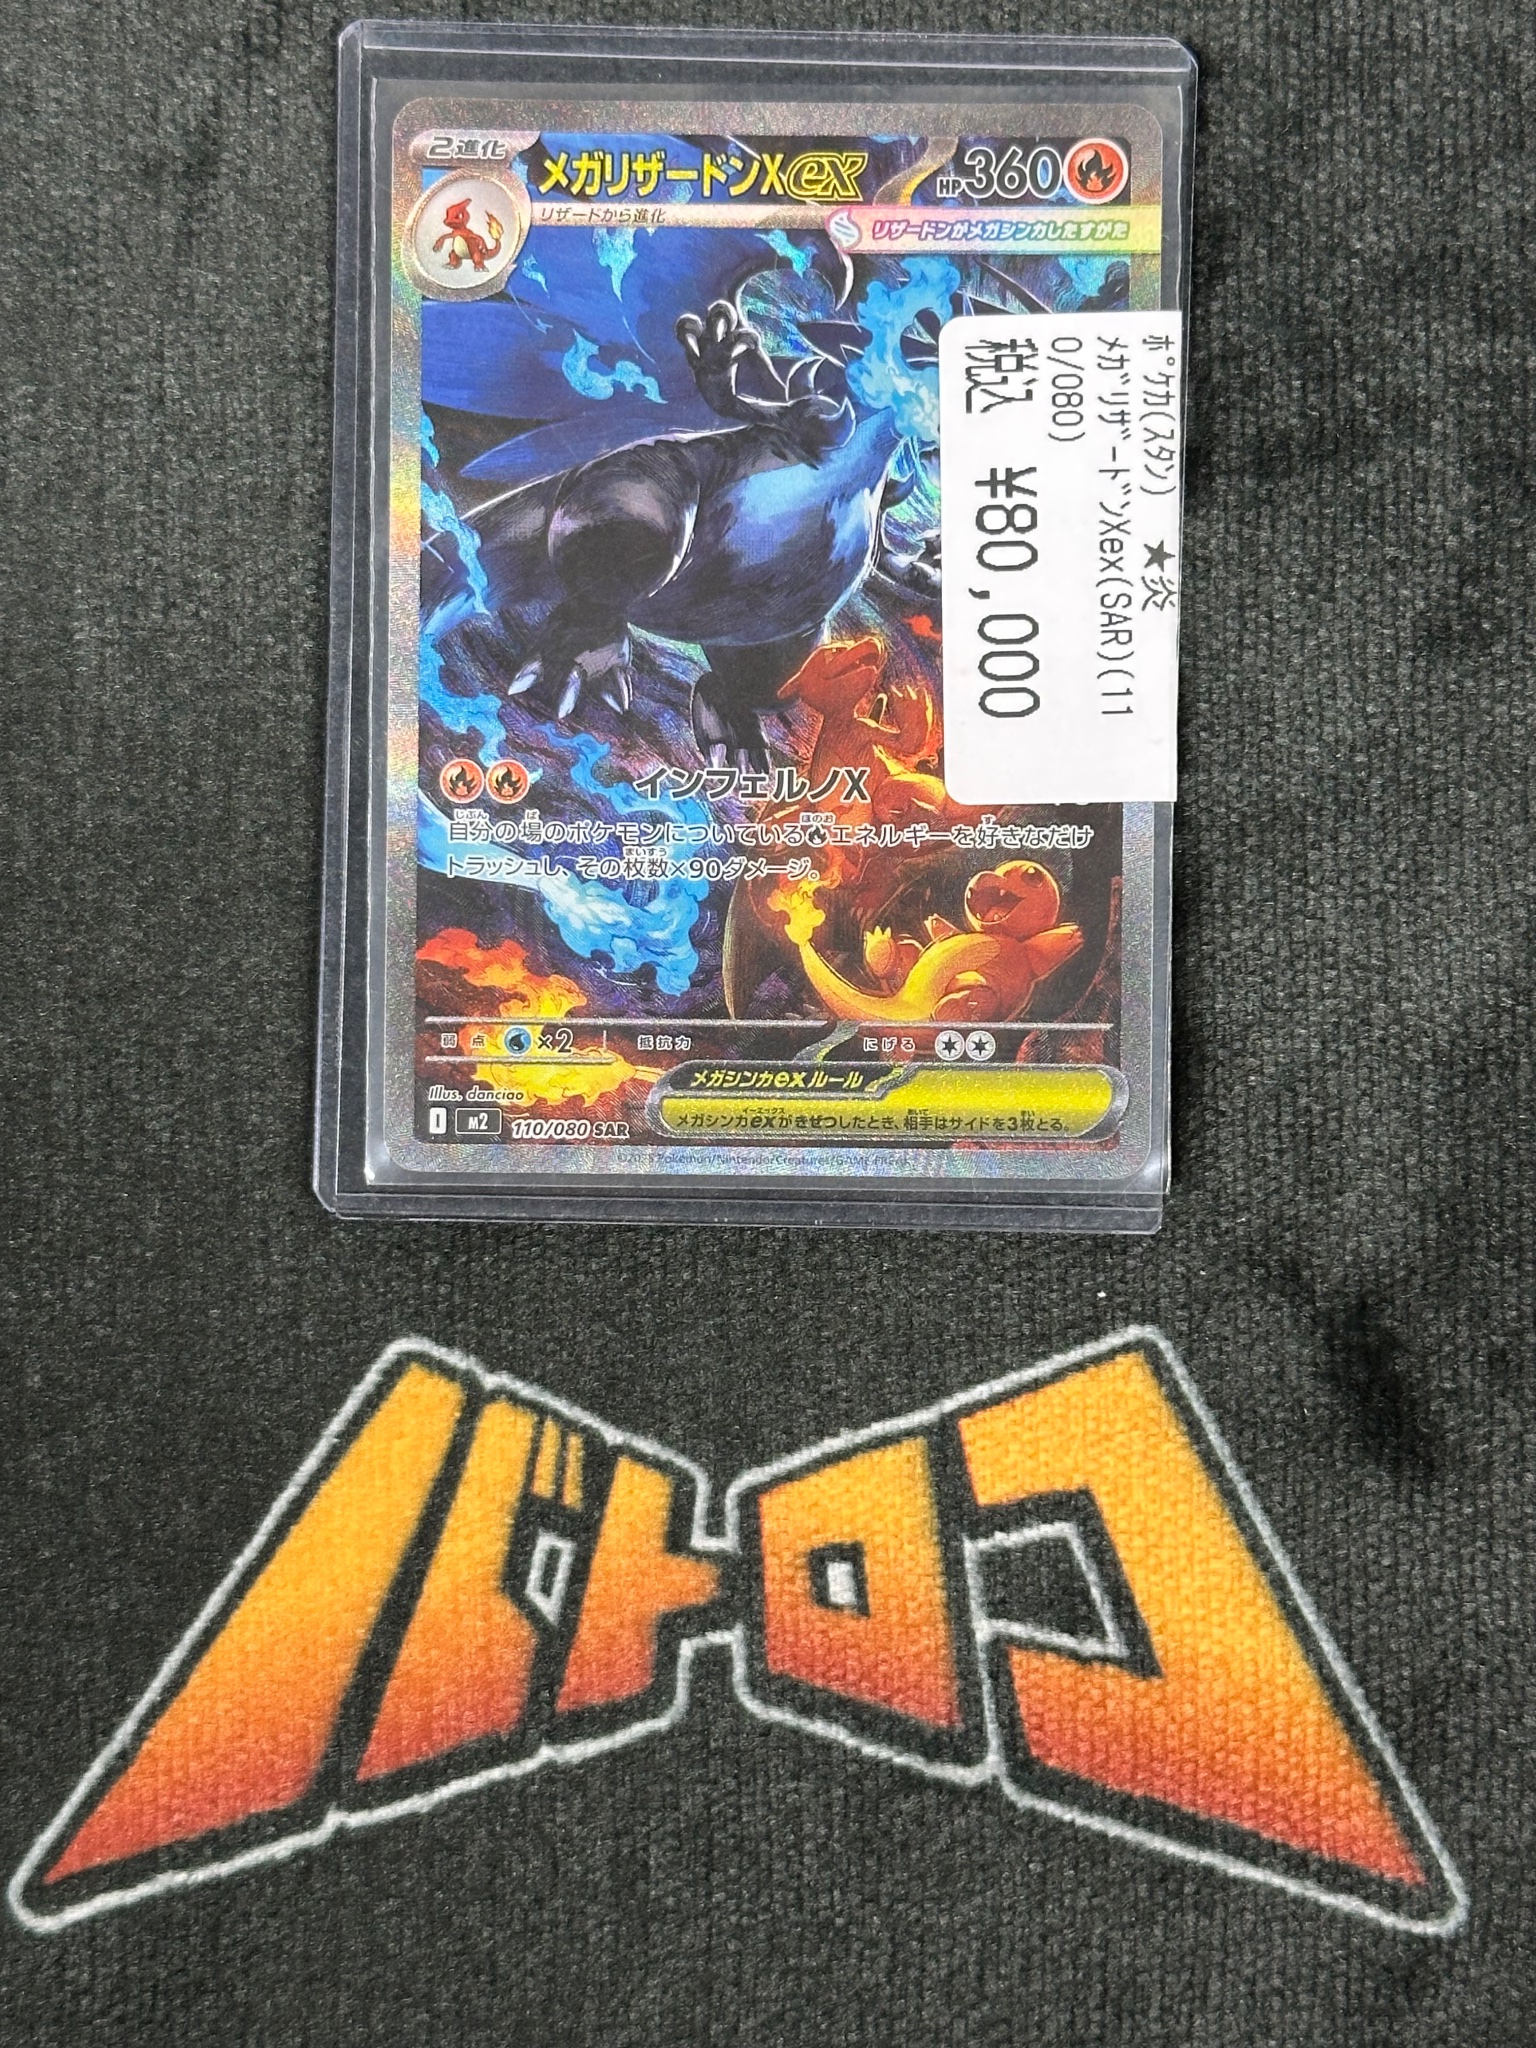 2進化
メガリザードンXex
HP360
リザードから進化
リザードンがメガシンカしたすがた
ポケカ(スタン) ★炎
メガリザードンXex(SAR)(11
0/080)
税込 ¥80,000
インフェルノX
自分の場のポケモンについている エネルギーを好きなだけ
トラッシュし、その枚数×90ダメージ。
弱点 ×2 抵抗力 にげる
メガシンカexルール
メガシンカexがきぜつしたとき、相手はサイドを3枚とる。
Illus. danciao
I M2 110/080 SAR
Pokémon/Nintendo/Creatures/GAME FREAK
バトロコ